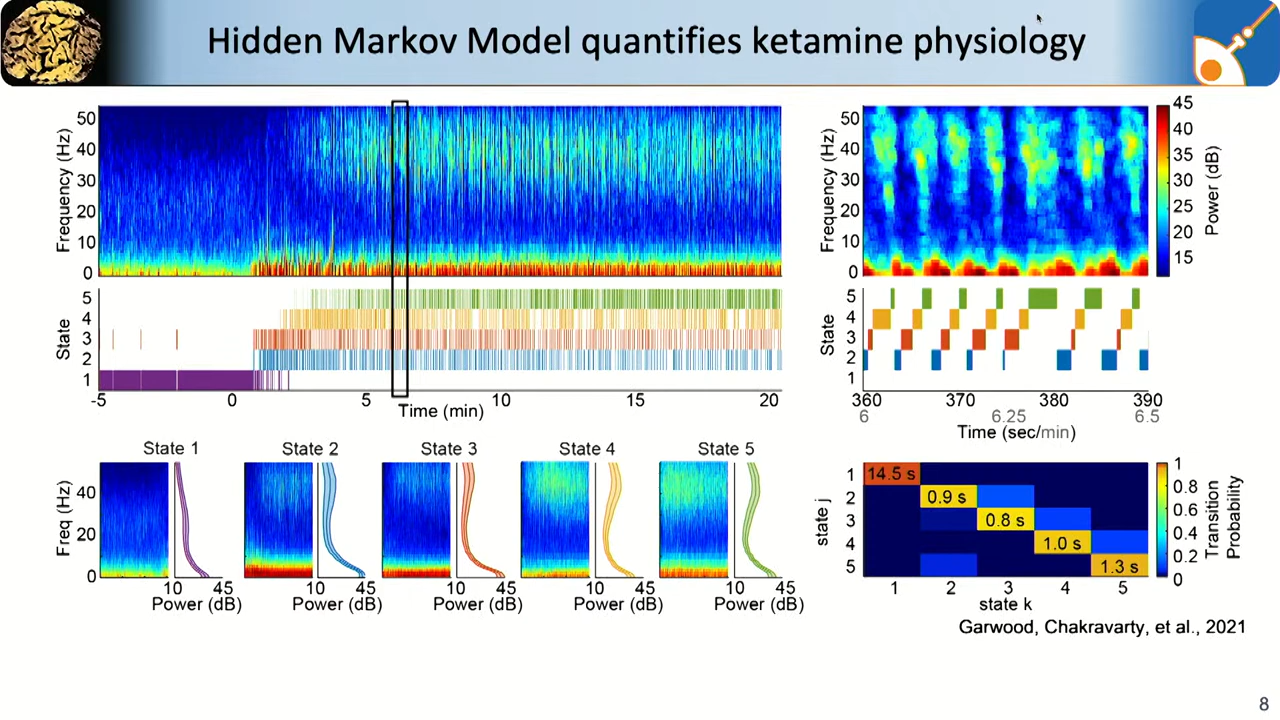 Hidden Markov Model quantifies ketamine physiology
Frequency (Hz)
50
40
30
20
10
0
State
5
4
3
2
1
-5 0 5 10 15 20
Time (min)
Frequency (Hz)
50
40
30
20
10
0
45
40
35
30
25
20
15
Power (dB)
State
5
4
3
2
1
360 370 380 390
6 6.25 6.5
Time (sec/min)
State 1 State 2 State 3 State 4 State 5
Freq (Hz)
40
20
0
10 45 10 45 10 45 10 45 10 45
Power (dB) Power (dB) Power (dB) Power (dB) Power (dB)
state j
1 14.5 s
2 0.9 s
3 0.8 s
4 1.0 s
5 1.3 s
1 2 3 4 5
state k
1
0.8
0.6
0.4
0.2
0
Transition
Probability
Garwood, Chakravarty, et al., 2021
8